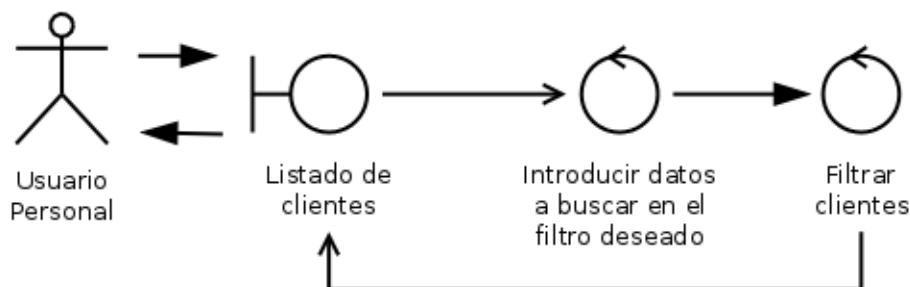 Usuario
Personal
Listado de
clientes
Introducir datos
a buscar en el
filtro deseado
Filtrar
clientes